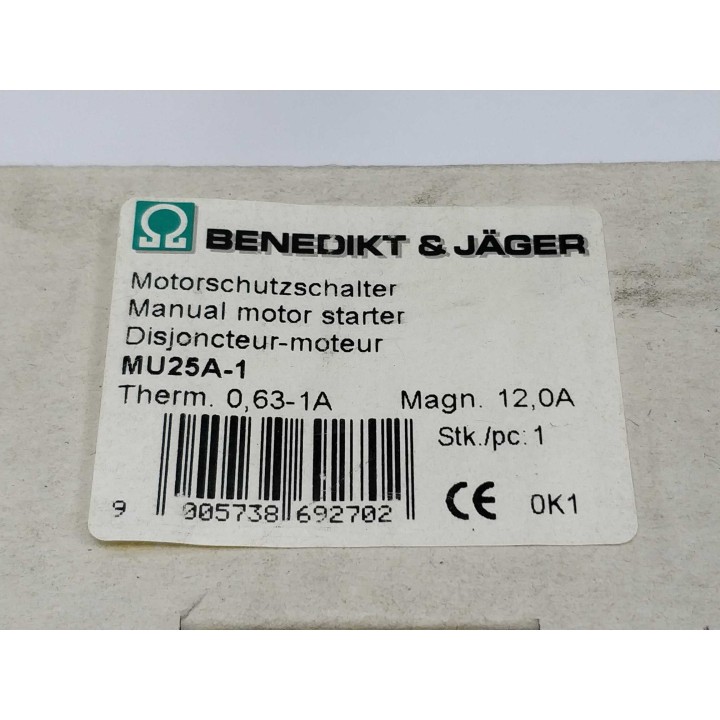 Ω BENEDIKT & JÄGER
Motorschutzschalter
Manual motor starter
Disjoncteur-moteur
MU25A-1
Therm. 0,63-1A Magn. 12,0A
Stk./pc: 1
9 005738 692702
CE 0K1